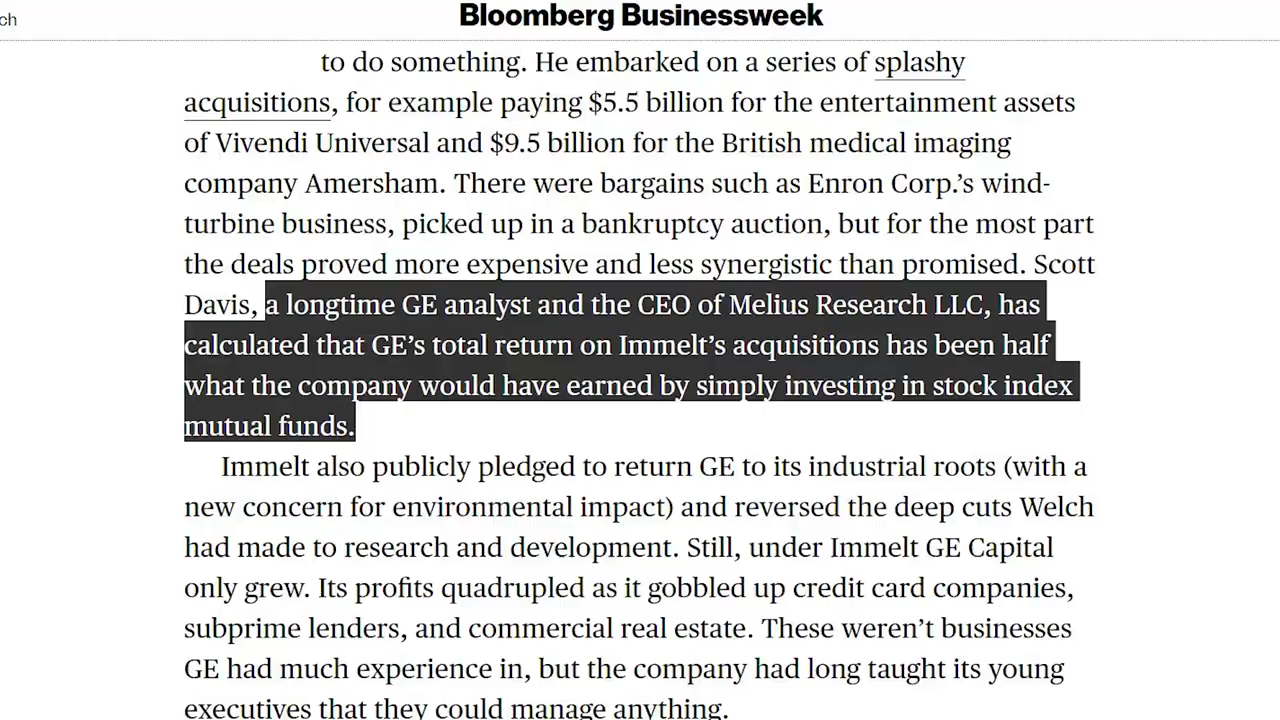 ch
Bloomberg Businessweek
to do something. He embarked on a series of splashy
acquisitions, for example paying $5.5 billion for the entertainment assets
of Vivendi Universal and $9.5 billion for the British medical imaging
company Amersham. There were bargains such as Enron Corp.’s wind-
turbine business, picked up in a bankruptcy auction, but for the most part
the deals proved more expensive and less synergistic than promised. Scott
Davis, a longtime GE analyst and the CEO of Melius Research LLC, has
calculated that GE’s total return on Immelt’s acquisitions has been half
what the company would have earned by simply investing in stock index
mutual funds.
Immelt also publicly pledged to return GE to its industrial roots (with a
new concern for environmental impact) and reversed the deep cuts Welch
had made to research and development. Still, under Immelt GE Capital
only grew. Its profits quadrupled as it gobbled up credit card companies,
subprime lenders, and commercial real estate. These weren’t businesses
GE had much experience in, but the company had long taught its young
executives that they could manage anything.